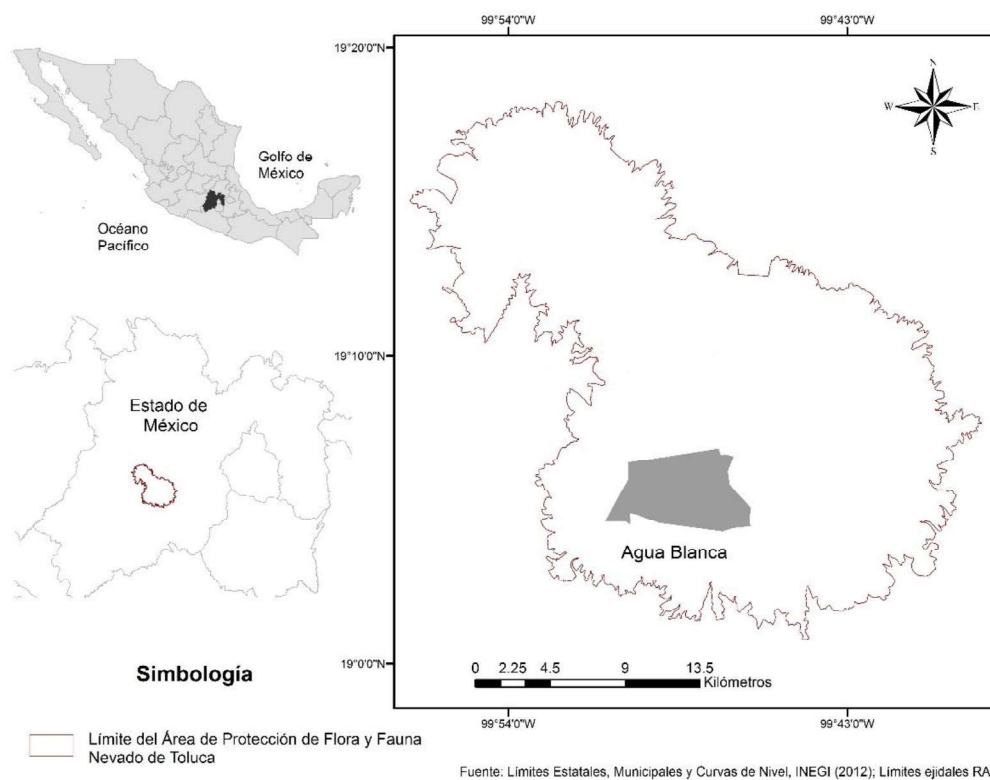 99°54'0"W
99°43'0"W
19°20'0"N
N
W
E
S
Golfo de
México
Océano
Pacífico
19°10'0"N
Estado de
México
Agua Blanca
Simbología
19°0'0"N
0 2.25 4.5 9 13.5
Kilómetros
99°54'0"W
99°43'0"W
Límite del Área de Protección de Flora y Fauna
Nevado de Toluca
Fuente: Límites Estatales, Municipales y Curvas de Nivel, INEGI (2012); Límites ejidales RA